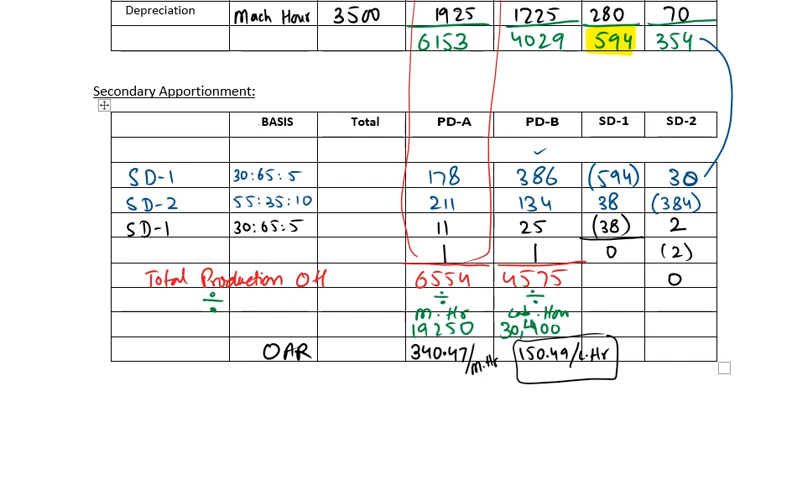 Depreciation Mach Hour 3500 1925 1225 280 70
6153 4029 594 354
Secondary Apportionment:
BASIS Total PD-A PD-B SD-1 SD-2
SD-1 30:65:5 178 386 (594) 30
SD-2 55:35:10 211 134 38 (384)
SD-1 30:65:5 11 25 (38) 2
1 1 0 (2)
Total Production OH 6554 4575 0
÷ ÷ ÷
M.Hr Lab.Hour
19250 30,400
OAR 340.47/M.Hr 150.49/L.Hr